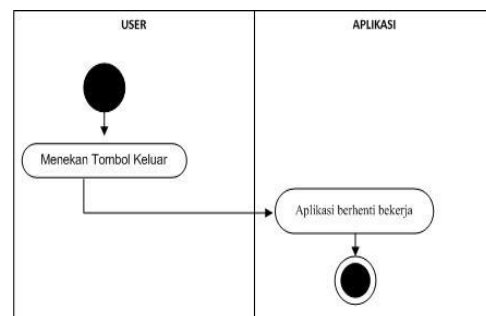 USER
APLIKASI
Menekan Tombol Keluar
Aplikasi berhenti bekerja